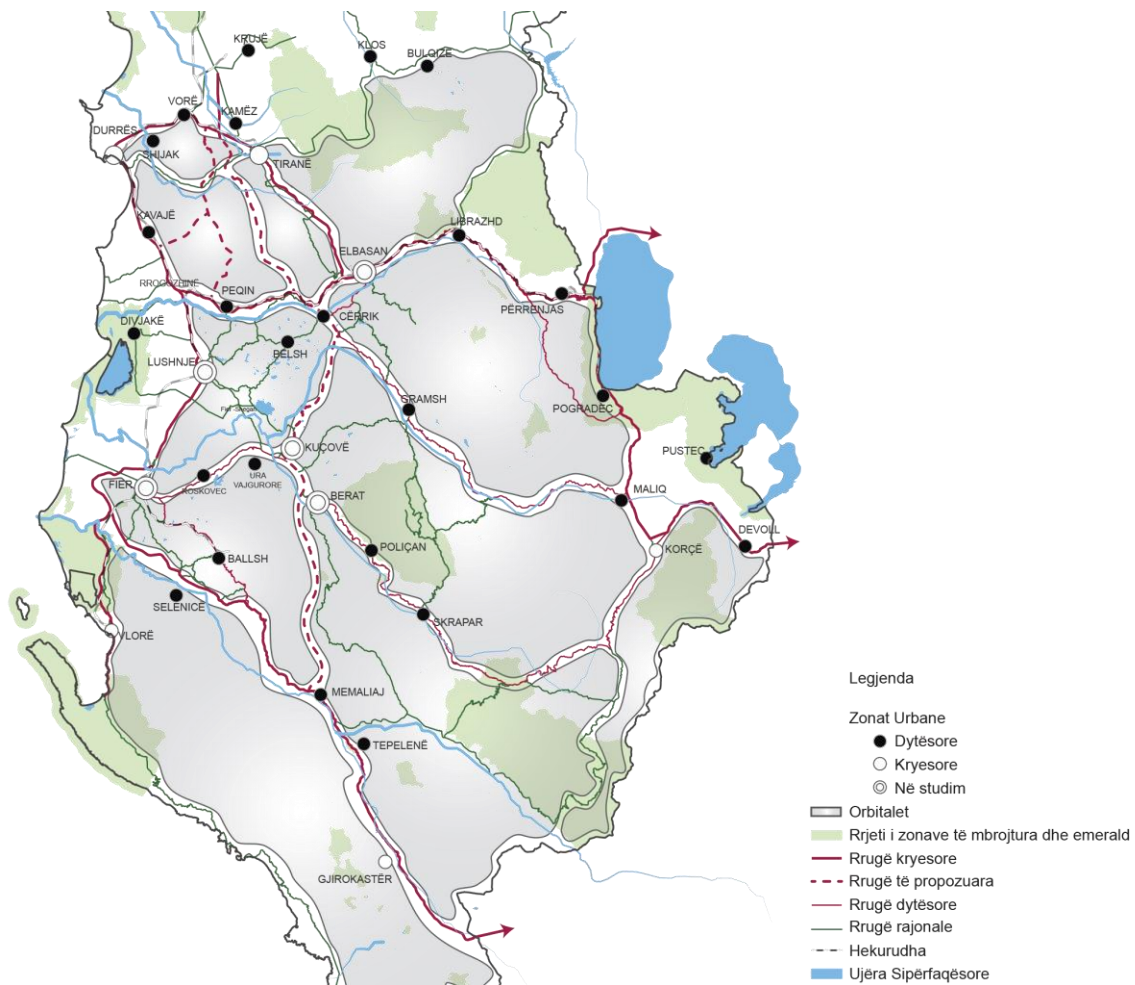 KRUJË
KLOS
BULQIZË
VORË
KAMËZ
DURRËS
SHIJAK
TIRANË
KAVAJË
LIBRAZHD
ELBASAN
RROGOZHINË
PEQIN
PËRRENJAS
CËRRIK
DIVJAKË
BELSH
LUSHNJE
POGRADEC
GRAMSH
KUÇOVË
PUSTEC
URA
VAJGURORE
FIER
ROSKOVEC
BERAT
MALIQ
DEVOLL
POLIÇAN
KORÇË
BALLSH
SELENICË
SKRAPAR
VLORË
MEMALIAJ
TEPELENË
GJIROKASTËR
Legjenda
Zonat Urbane
Dytësore
Kryesore
Në studim
Orbitalet
Rrjeti i zonave të mbrojtura dhe emerald
Rrugë kryesore
Rrugë të propozuara
Rrugë dytësore
Rrugë rajonale
Hekurudha
Ujëra Sipërfaqësore